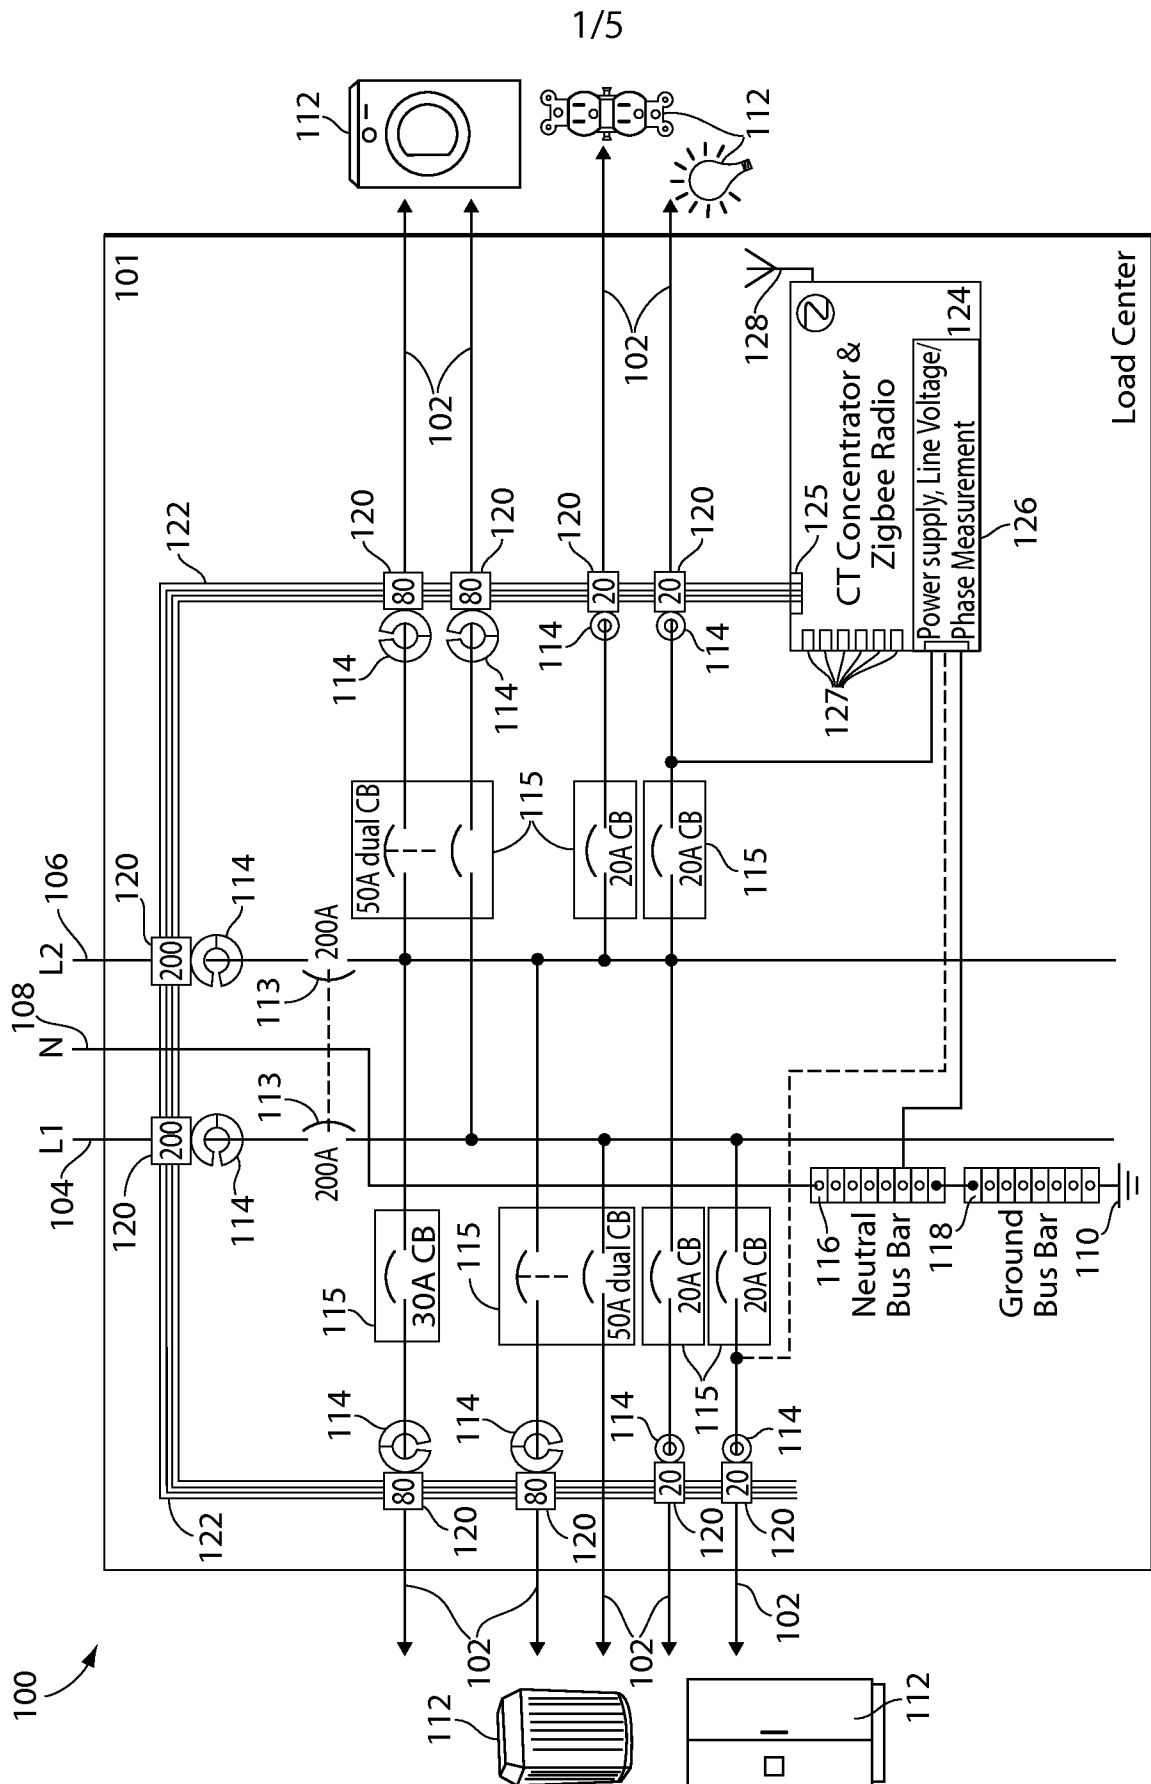 1/5
100
101
L1
104
N
108
L2
106
120
200
114
120
200
114
122
122
200A
113
113
200A
50A dual CB
115
20A CB
20A CB
115
115
30A CB
115
50A dual CB
20A CB
20A CB
115
114
80
120
114
80
120
114
20
120
114
20
120
114
80
120
114
80
120
114
20
120
114
20
120
102
102
102
102
102
112
112
112
112
116
Neutral
Bus Bar
118
Ground
Bus Bar
110
125
127
128
CT Concentrator &
Zigbee Radio
124
Power supply, Line Voltage/
Phase Measurement
126
Load Center